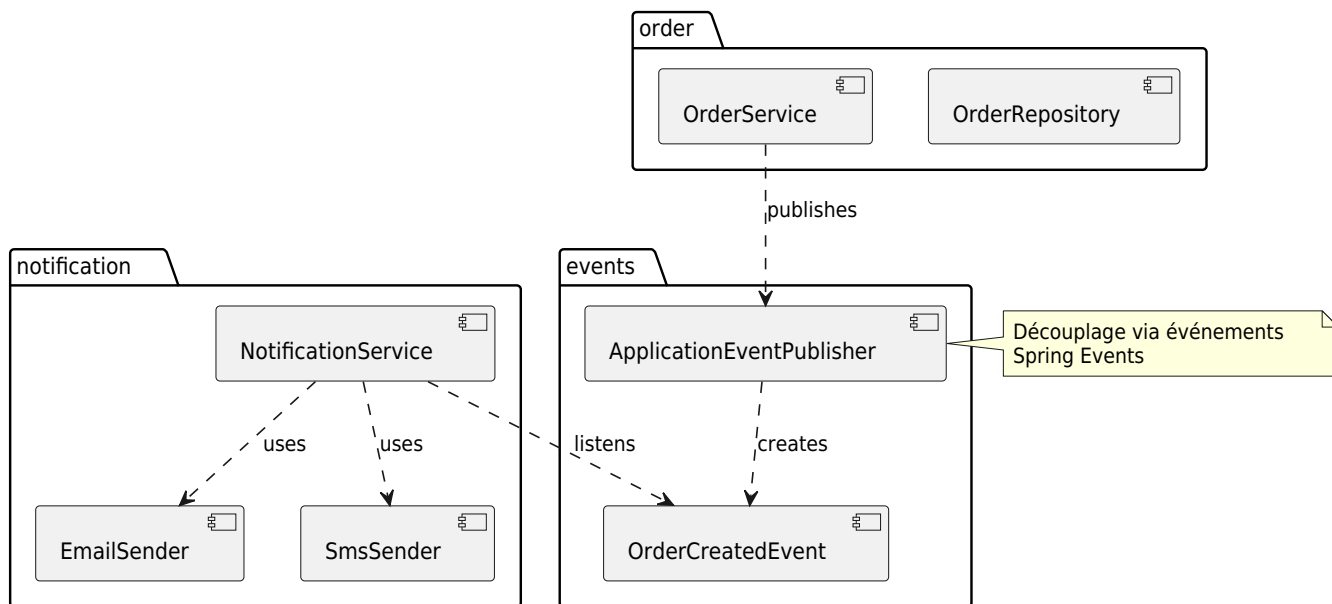 order
OrderService
OrderRepository
publishes
notification
events
NotificationService
ApplicationEventPublisher
Découplage via événements
Spring Events
uses
uses
listens
creates
EmailSender
SmsSender
OrderCreatedEvent